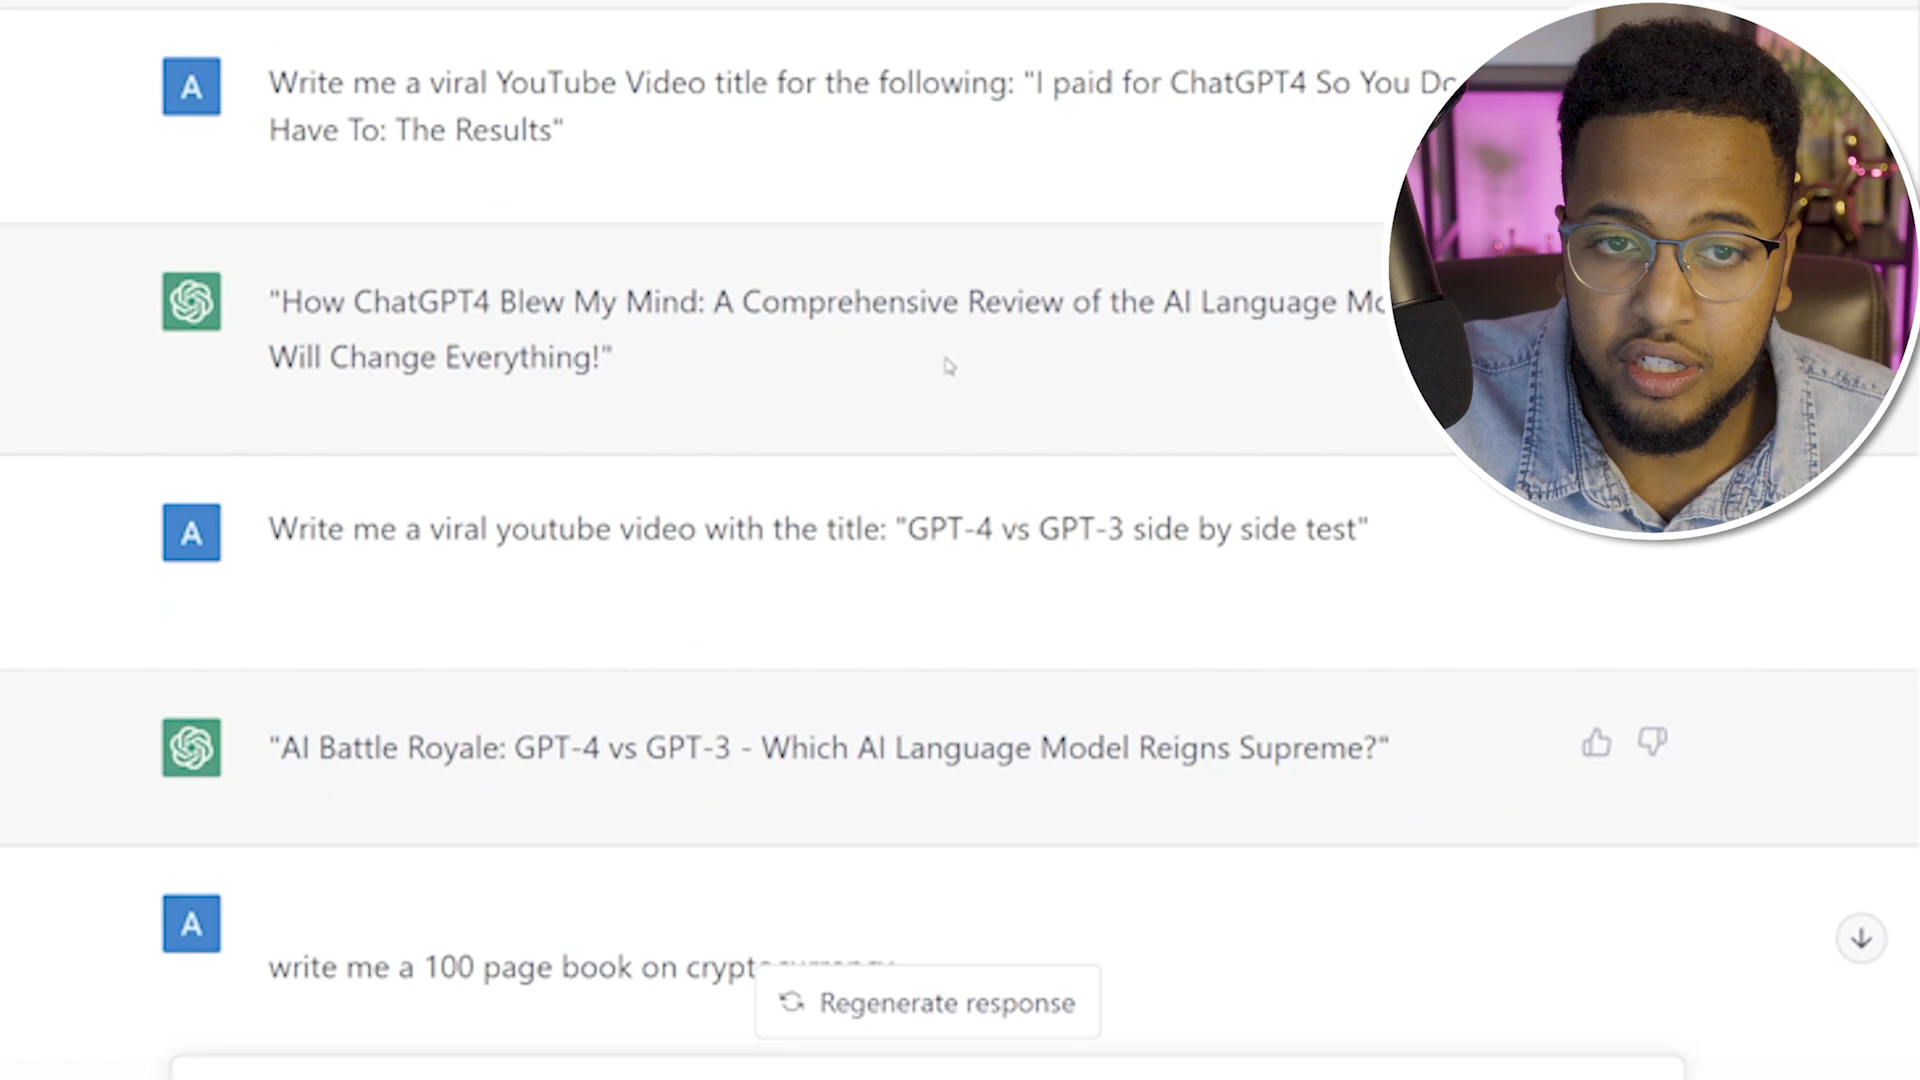 A
Write me a viral YouTube Video title for the following: "I paid for ChatGPT4 So You
Have To: The Results"
"How ChatGPT4 Blew My Mind: A Comprehensive Review of the AI Language
Will Change Everything!"
A
Write me a viral youtube video with the title: "GPT-4 vs GPT-3 side by side test"
"AI Battle Royale: GPT-4 vs GPT-3 - Which AI Language Model Reigns Supreme?"
A
write me a 100 page book on
Regenerate response